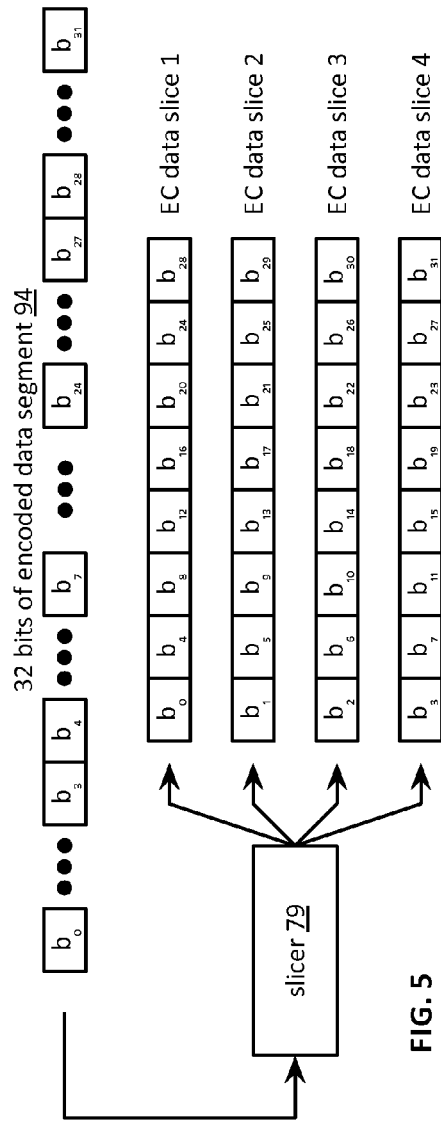 32 bits of encoded data segment 94
b0 ●●● b3 b4 ●●● b7 ●●● b24 ●●● b27 b28 ●●● b31
slicer 79
b0 b4 b8 b12 b16 b20 b24 b28 EC data slice 1
b1 b5 b9 b13 b17 b21 b25 b29 EC data slice 2
b2 b6 b10 b14 b18 b22 b26 b30 EC data slice 3
b3 b7 b11 b15 b19 b23 b27 b31 EC data slice 4
FIG. 5